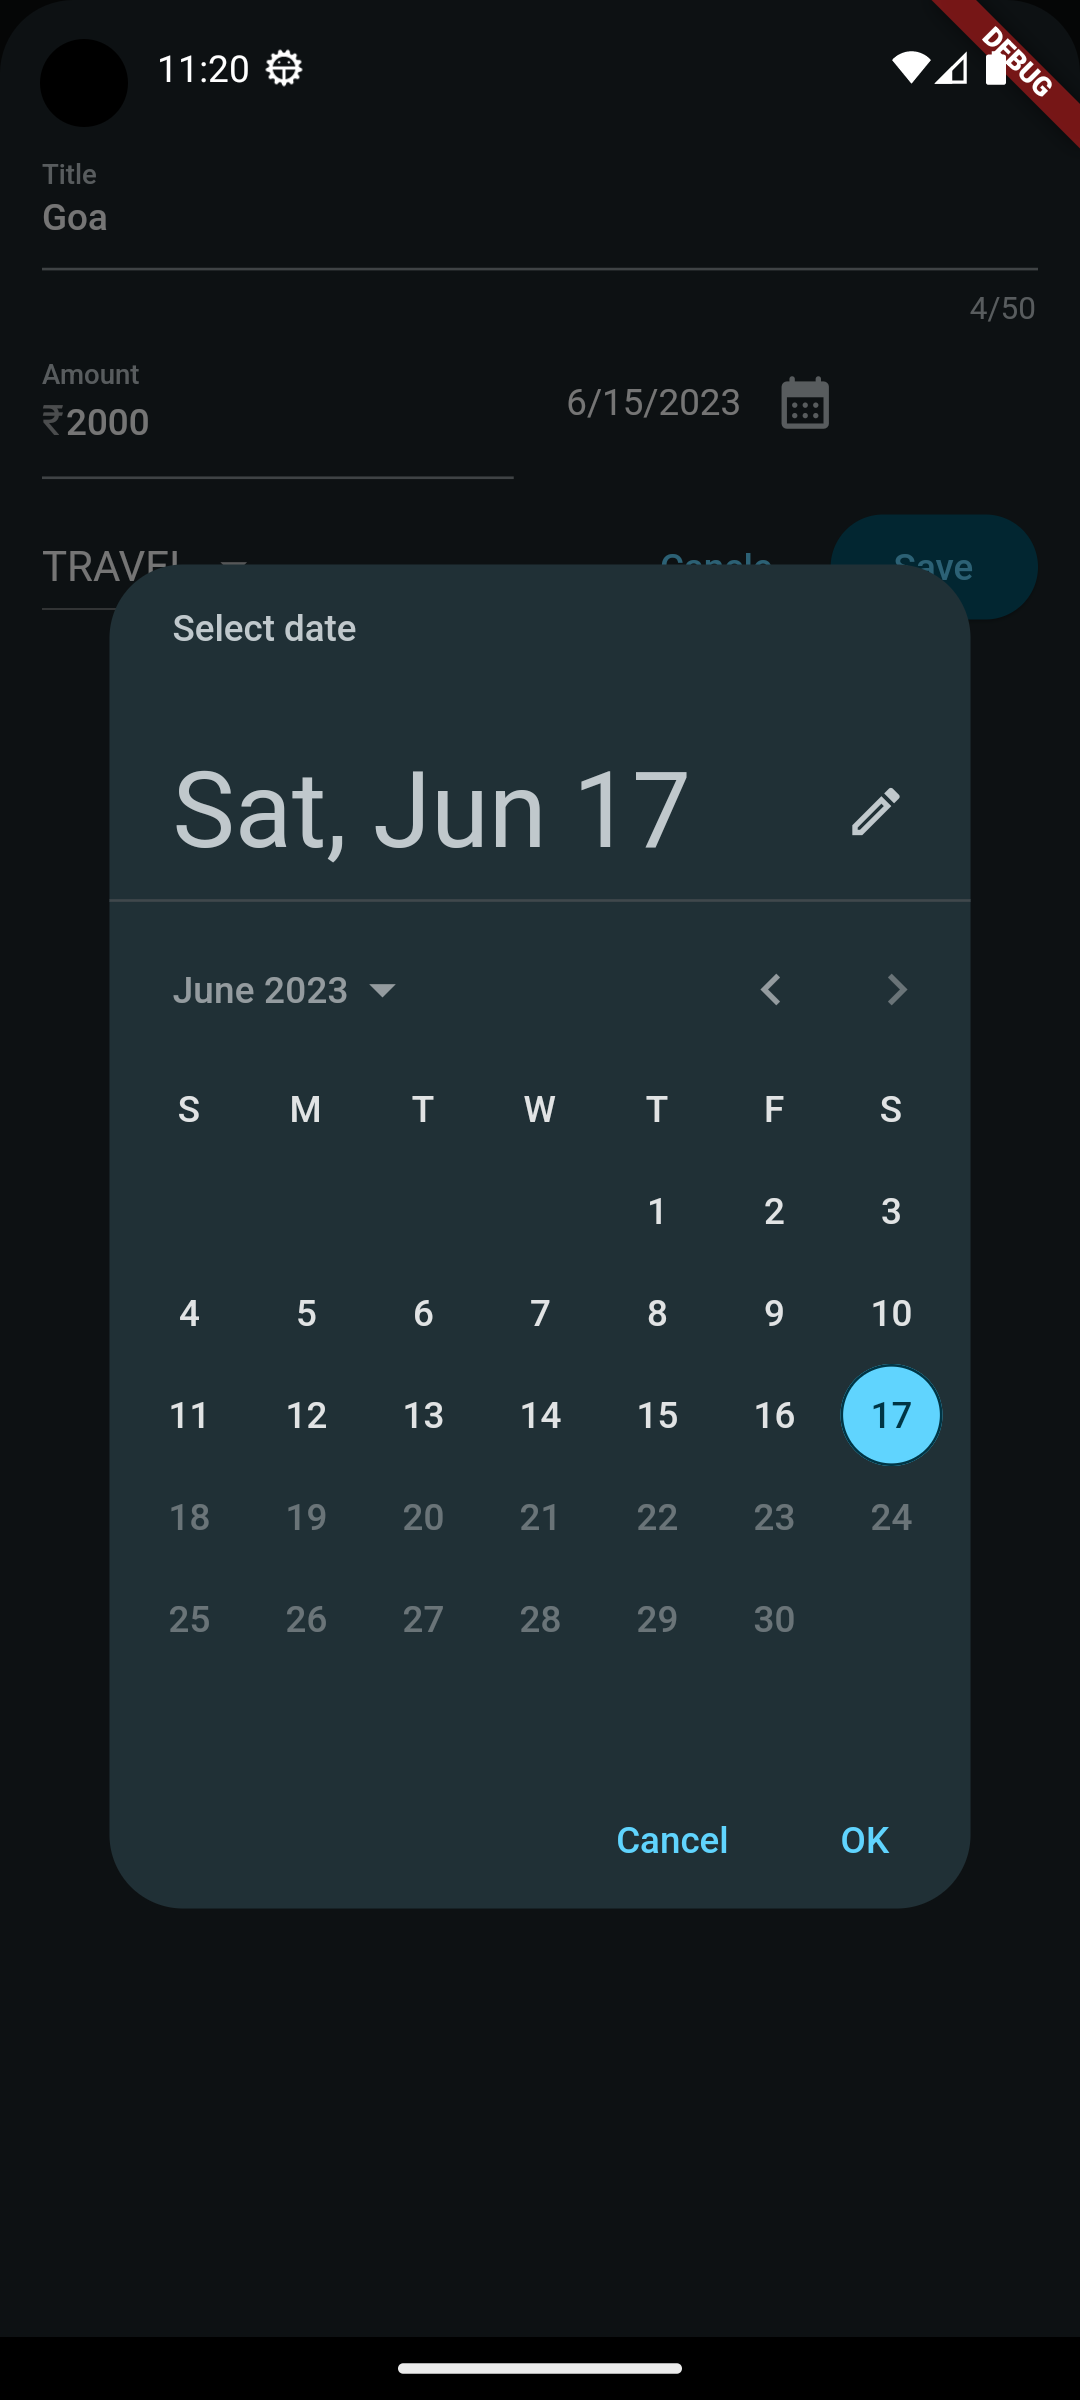 11:20
DEBUG
Title
Goa
4/50
Amount
₹2000
6/15/2023
TRAVEL Cancle Save
Select date
Sat, Jun 17
June 2023
S M T W T F S
1 2 3
4 5 6 7 8 9 10
11 12 13 14 15 16 17
18 19 20 21 22 23 24
25 26 27 28 29 30
Cancel OK